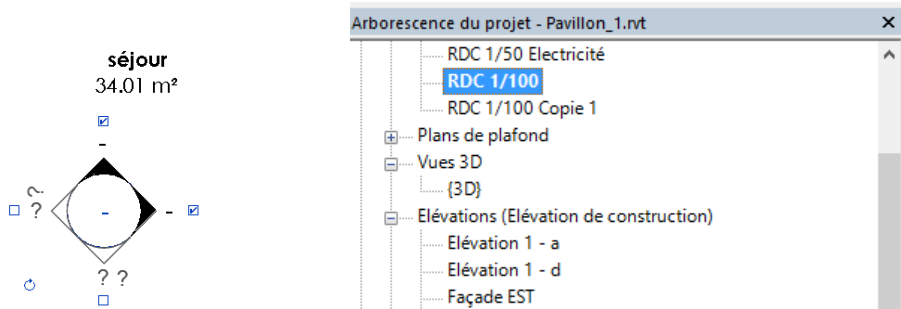 séjour
34.01 m²
-
? ? - -
? ?
Arborescence du projet - Pavillon_1.rvt
RDC 1/50 Electricité
RDC 1/100
RDC 1/100 Copie 1
Plans de plafond
Vues 3D
{3D}
Elévations (Elévation de construction)
Elévation 1 - a
Elévation 1 - d
Façade EST